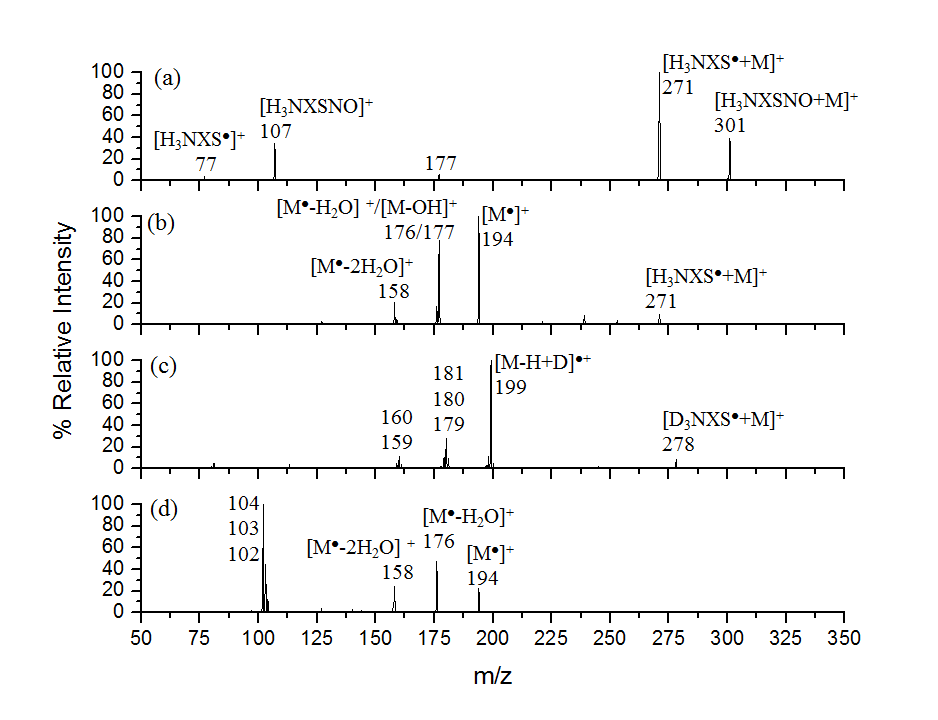 (a)
[H₃NXS•]⁺
77
[H₃NXSNO]⁺
107
177
[H₃NXS•+M]⁺
271
[H₃NXSNO+M]⁺
301
100
80
60
40
20
0
(b)
[M•-H₂O] ⁺/[M-OH]⁺
176/177
[M•]⁺
194
[M•-2H₂O]⁺
158
[H₃NXS•+M]⁺
271
100
80
60
40
20
0
(c)
160
159
181
180
179
[M-H+D]•⁺
199
[D₃NXS•+M]⁺
278
100
80
60
40
20
0
(d)
104
103
102
[M•-2H₂O] ⁺
158
[M•-H₂O]⁺
176
[M•]⁺
194
100
80
60
40
20
0
50 75 100 125 150 175 200 225 250 275 300 325 350
m/z
% Relative Intensity